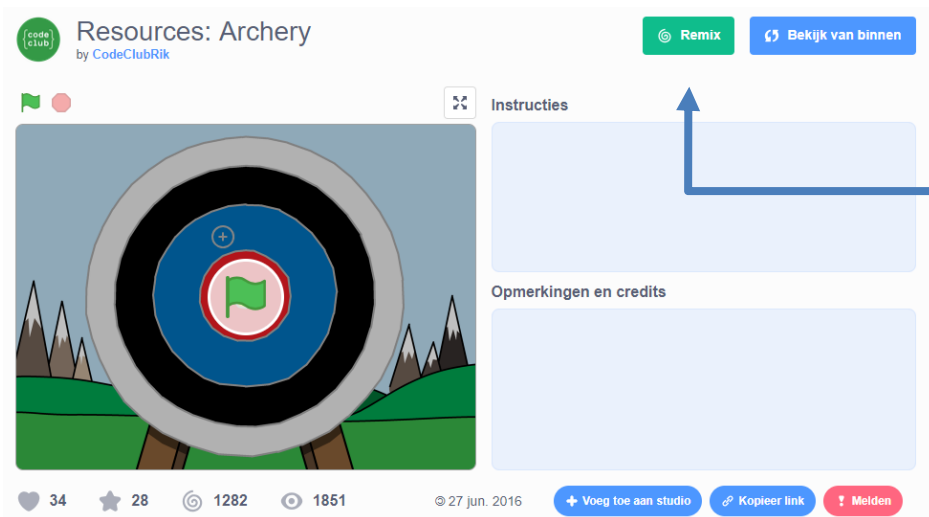 {code club}
Resources: Archery
by CodeClubRik
Remix
Bekijk van binnen
Instructies
Opmerkingen en credits
34
28
1282
1851
© 27 jun. 2016
Voeg toe aan studio
Kopieer link
Melden